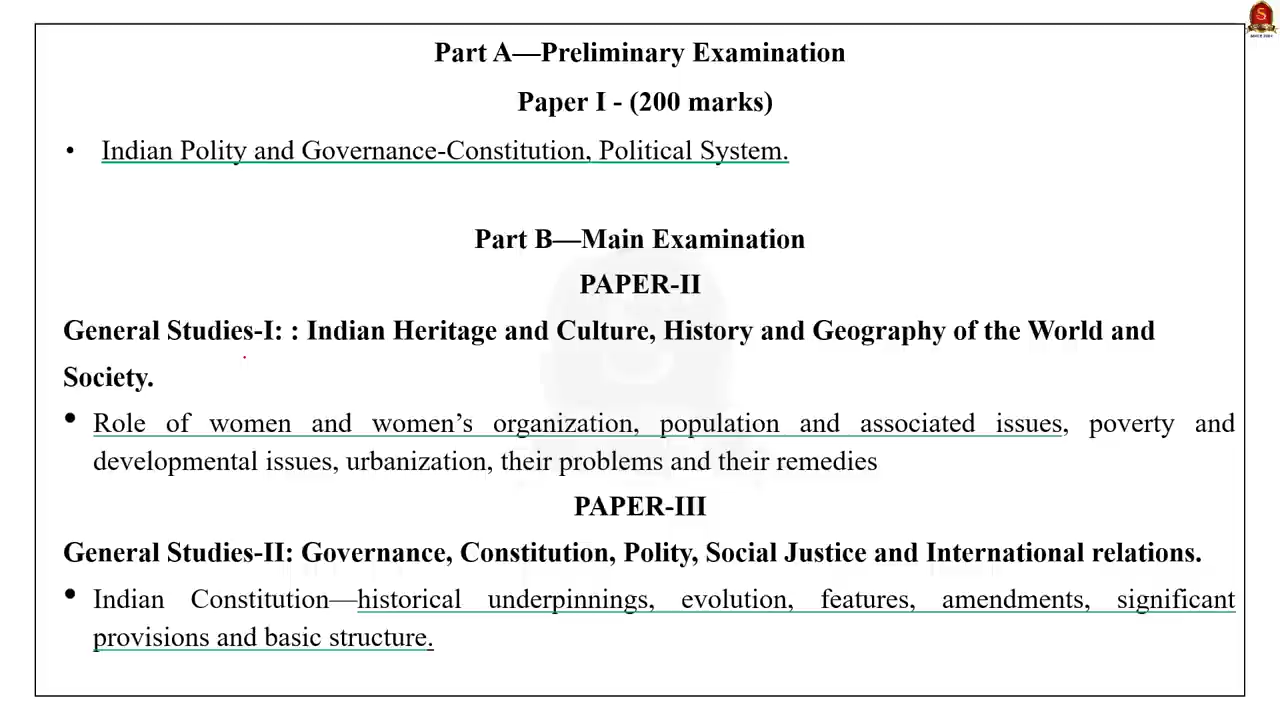 S
Part A—Preliminary Examination
Paper I - (200 marks)
• Indian Polity and Governance-Constitution, Political System.
Part B—Main Examination
PAPER-II
General Studies-I: : Indian Heritage and Culture, History and Geography of the World and
Society.
• Role of women and women’s organization, population and associated issues, poverty and
developmental issues, urbanization, their problems and their remedies
PAPER-III
General Studies-II: Governance, Constitution, Polity, Social Justice and International relations.
• Indian Constitution—historical underpinnings, evolution, features, amendments, significant
provisions and basic structure.